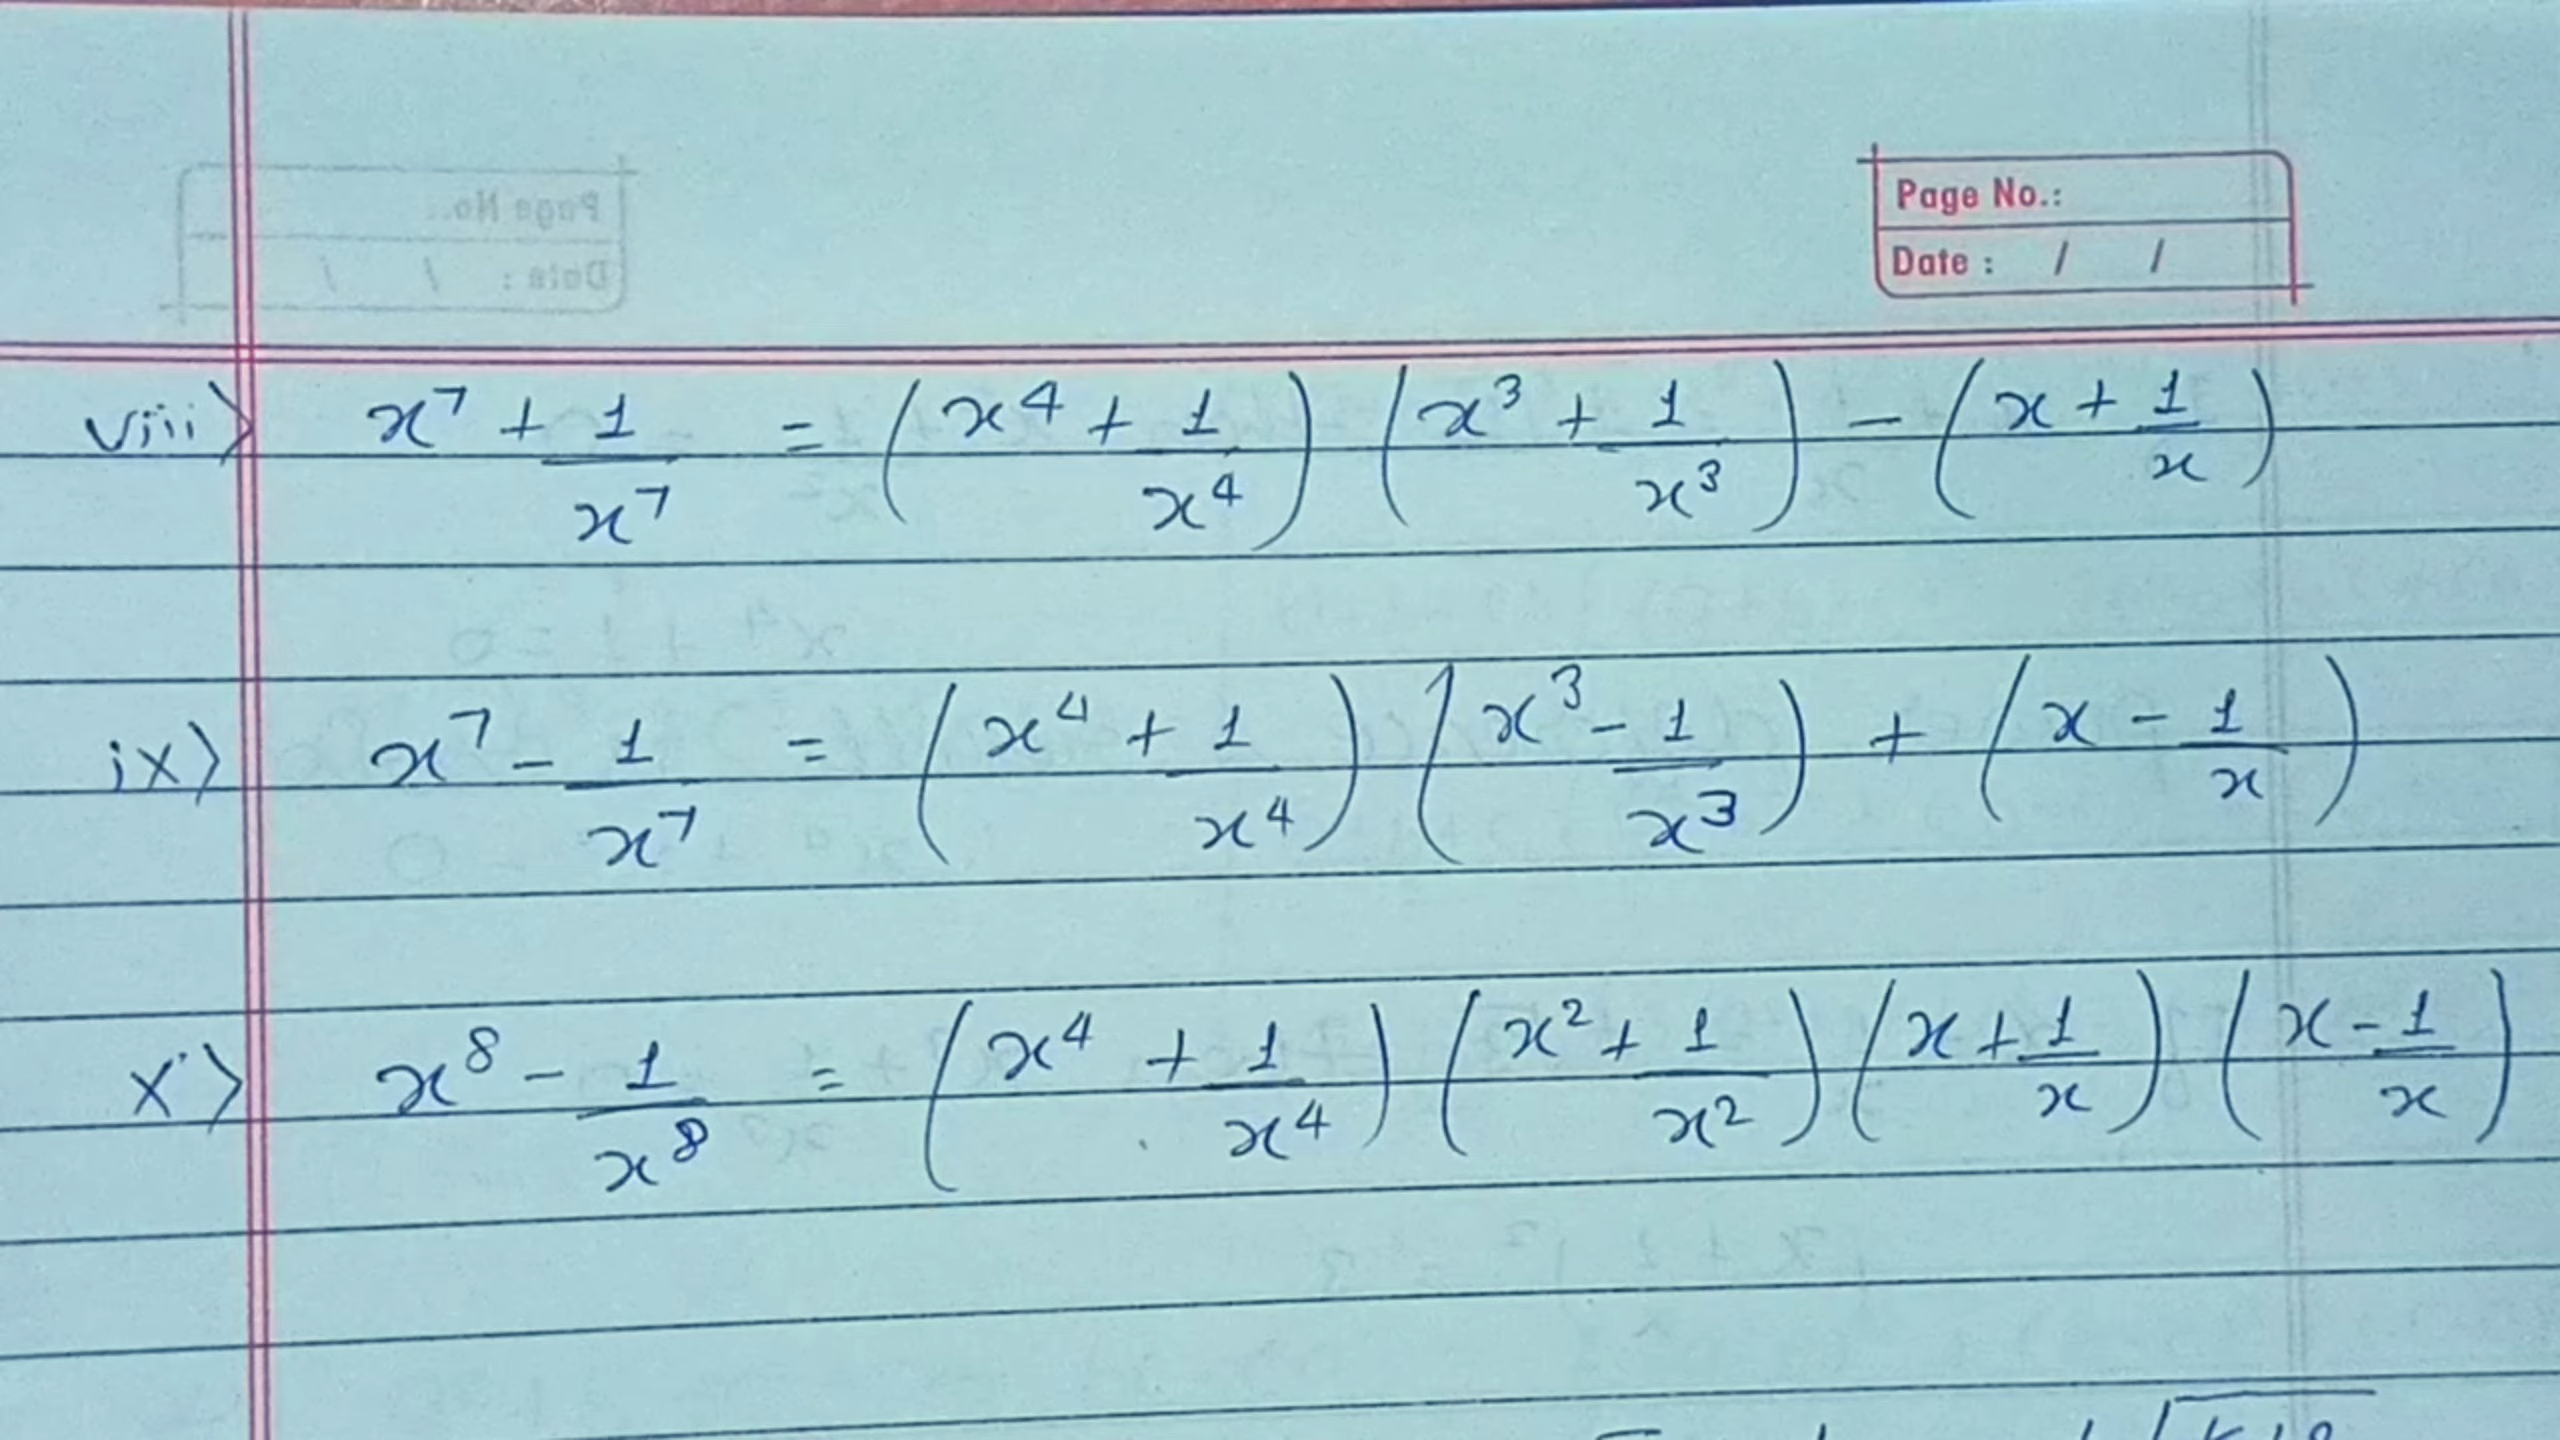 Page No.:
Date : / /
viii) x⁷ + 1/x⁷ = (x⁴ + 1/x⁴) (x³ + 1/x³) - (x + 1/x)
ix) x⁷ - 1/x⁷ = (x⁴ + 1/x⁴) (x³ - 1/x³) + (x - 1/x)
x) x⁸ - 1/x⁸ = (x⁴ + 1/x⁴) (x² + 1/x²) (x + 1/x) (x - 1/x)